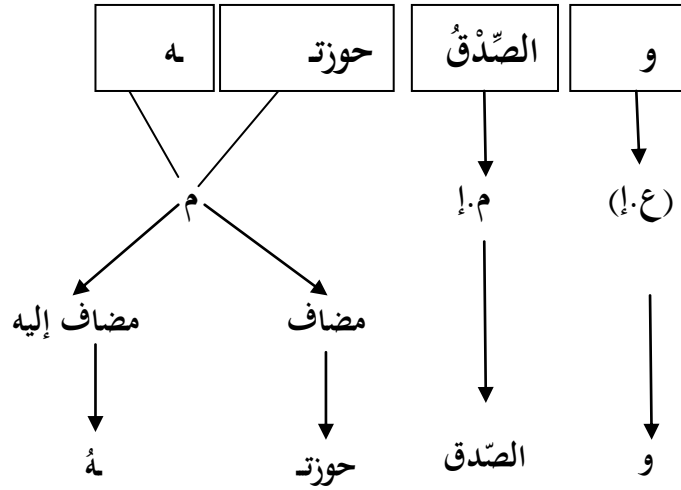 و الصِّدْقُ حوزتـ ـه
(ع.إ) م.إ م
مضاف مضاف إليه
و الصّدق حوزتـ ـهُ